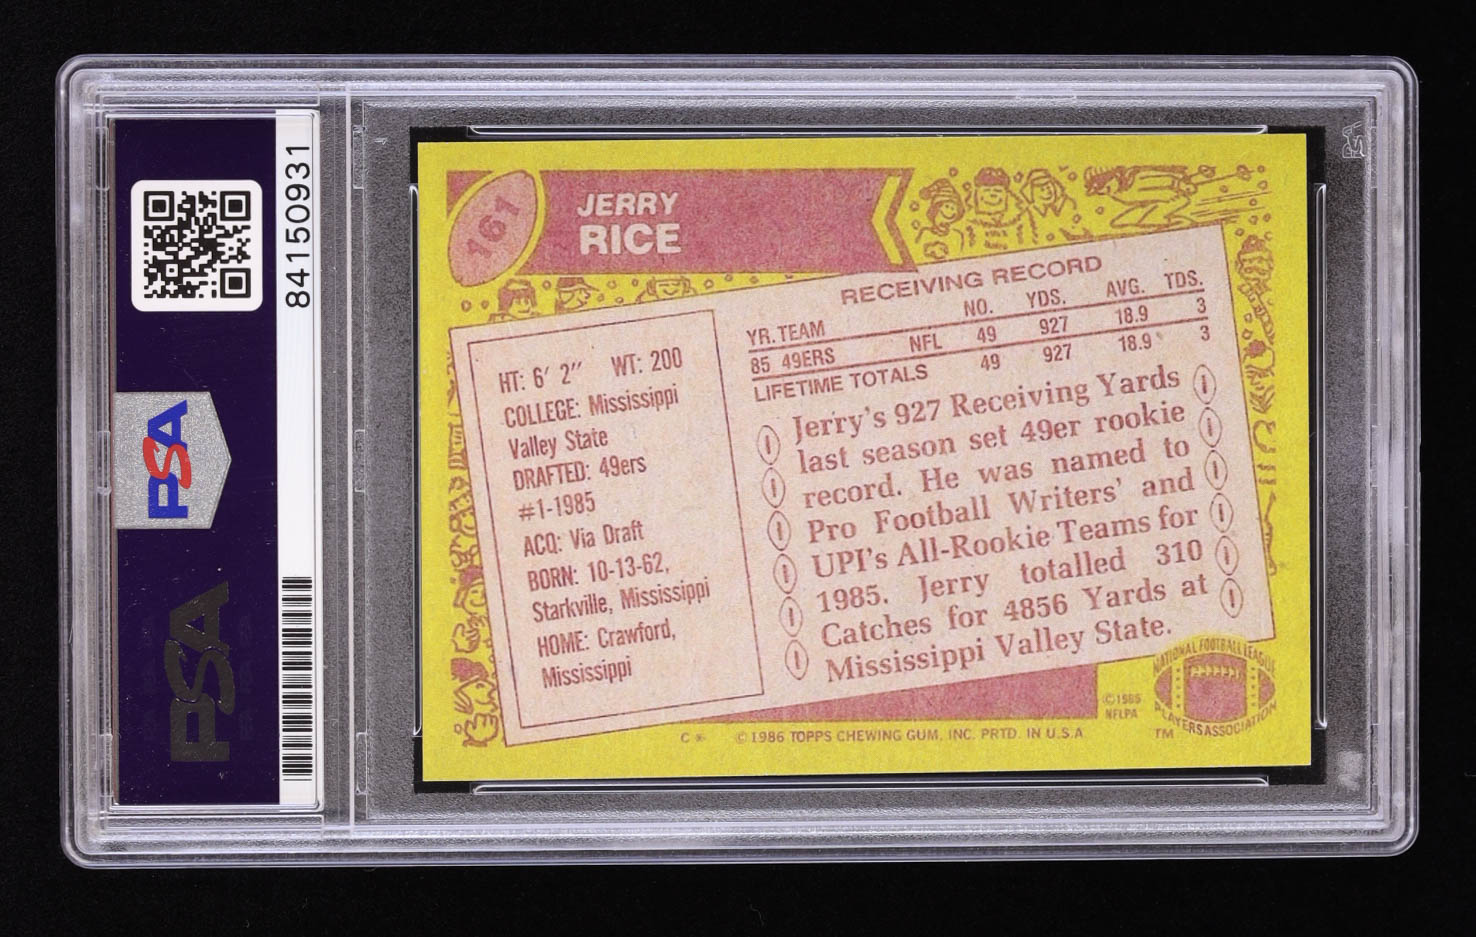 84150931
PSA
PSA
161
JERRY
RICE
RECEIVING RECORD
YR. TEAM NO. YDS. AVG. TDS.
85 49ERS NFL 49 927 18.9 3
LIFETIME TOTALS 49 927 18.9 3
HT: 6′ 2″ WT: 200
COLLEGE: Mississippi
Valley State
DRAFTED: 49ers
#1-1985
ACQ: Via Draft
BORN: 10-13-62,
Starkville, Mississippi
HOME: Crawford,
Mississippi
Jerry's 927 Receiving Yards
last season set 49er rookie
record. He was named to
Pro Football Writers' and
UPI's All-Rookie Teams for
1985. Jerry totalled 310
Catches for 4856 Yards at
Mississippi Valley State.
©1985
NFLPA
NATIONAL FOOTBALL LEAGUE
PLAYERS ASSOCIATION
TM
C* ©1986 TOPPS CHEWING GUM, INC. PRTD. IN U.S.A
PSA